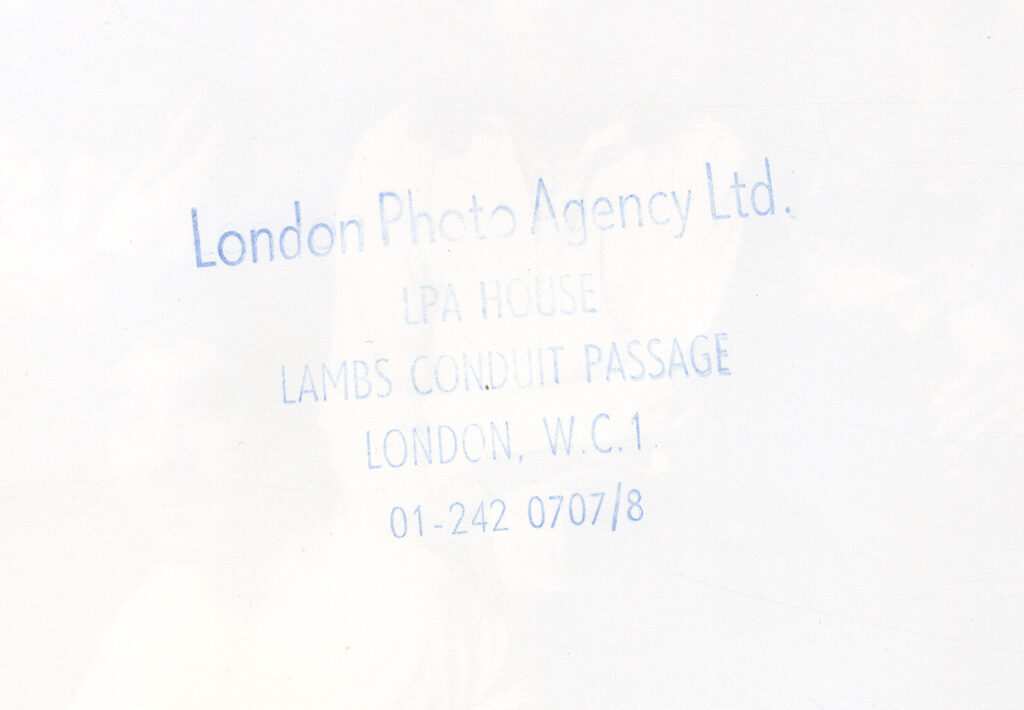 London Photo Agency Ltd.
LPA HOUSE
LAMBS CONDUIT PASSAGE
LONDON, W.C.1.
01-242 0707/8